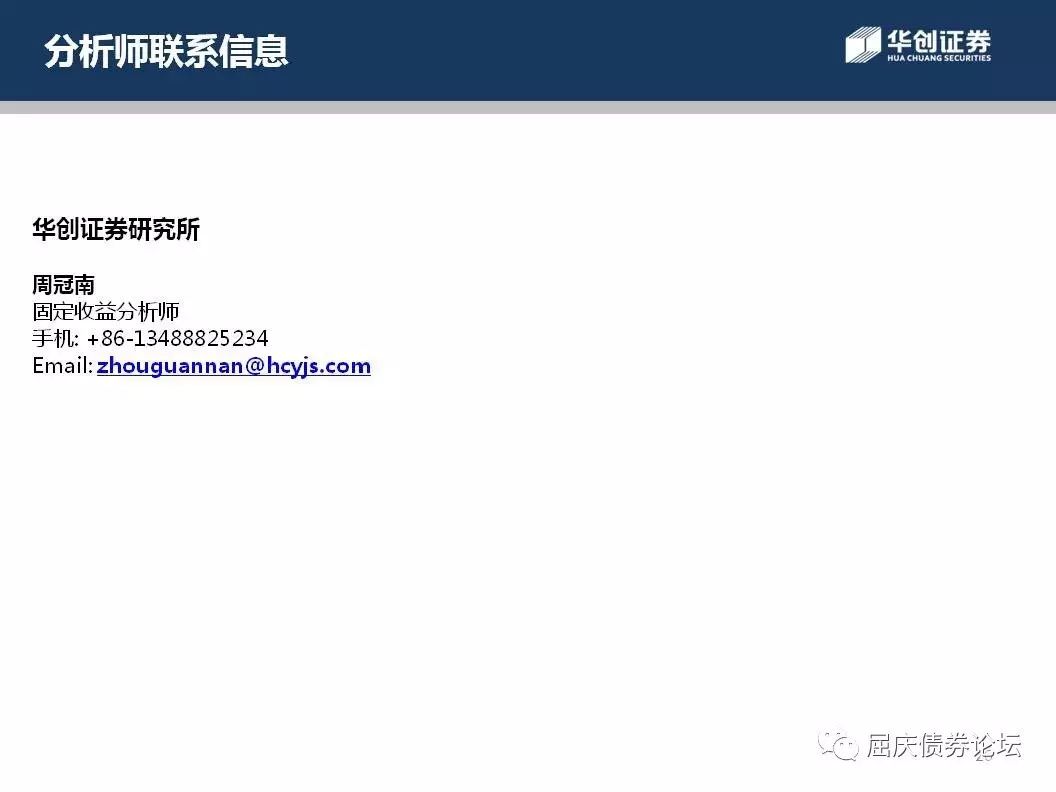 分析师联系信息
华创证券
HUA CHUANG SECURITIES
华创证券研究所
周冠南
固定收益分析师
手机: +86-13488825234
Email: zhouguannan@hcyjs.com
屈庆债券论坛